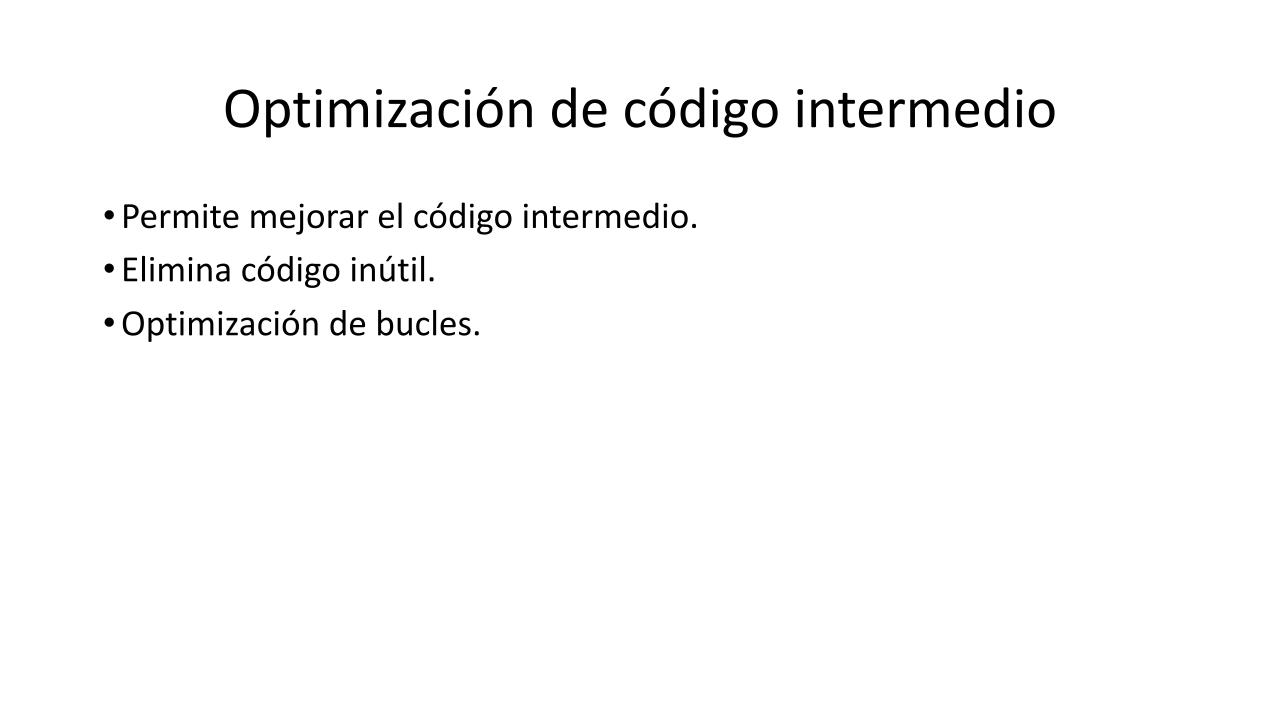 Optimización de código intermedio
• Permite mejorar el código intermedio.
• Elimina código inútil.
• Optimización de bucles.